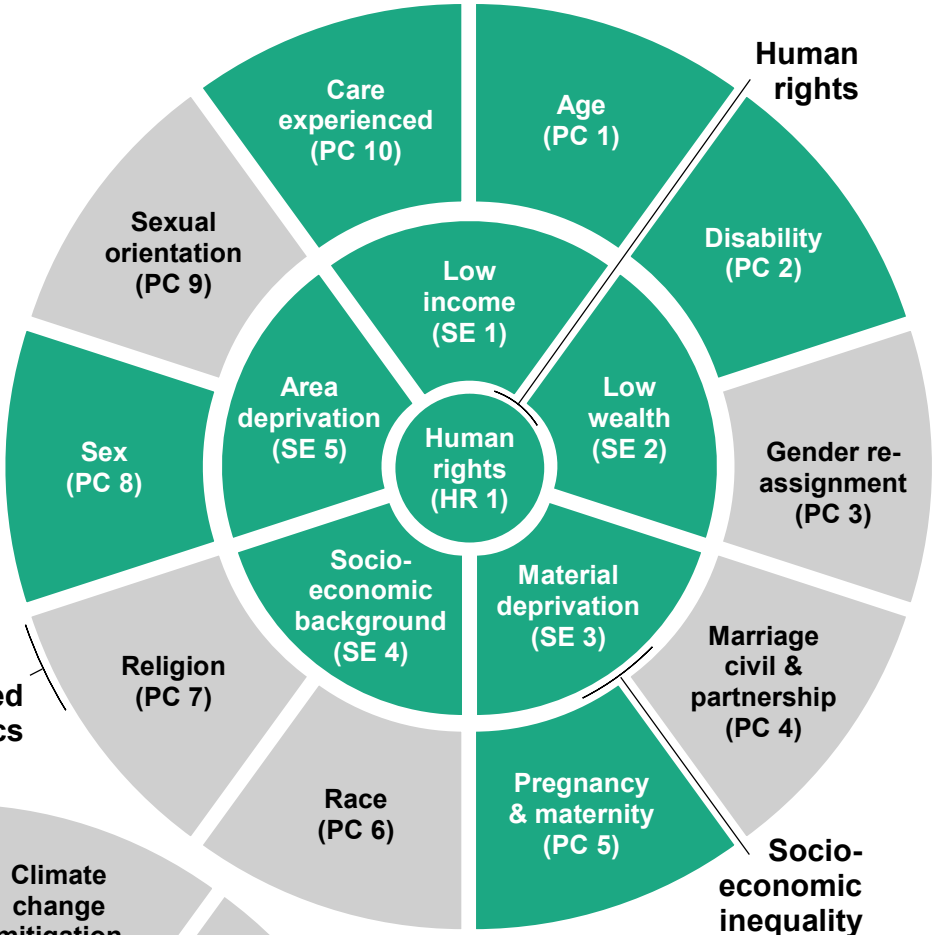 Human
rights
Care
experienced
(PC 10)
Age
(PC 1)
Sexual
orientation
(PC 9)
Disability
(PC 2)
Low
income
(SE 1)
Area
deprivation
(SE 5)
Low
wealth
(SE 2)
Sex
(PC 8)
Human
rights
(HR 1)
Gender re-
assignment
(PC 3)
Socio-
economic
background
(SE 4)
Material
deprivation
(SE 3)
Marriage
civil &
partnership
(PC 4)
Religion
(PC 7)
Race
(PC 6)
Pregnancy
& maternity
(PC 5)
Socio-
economic
inequality
Climate
change
mitigation